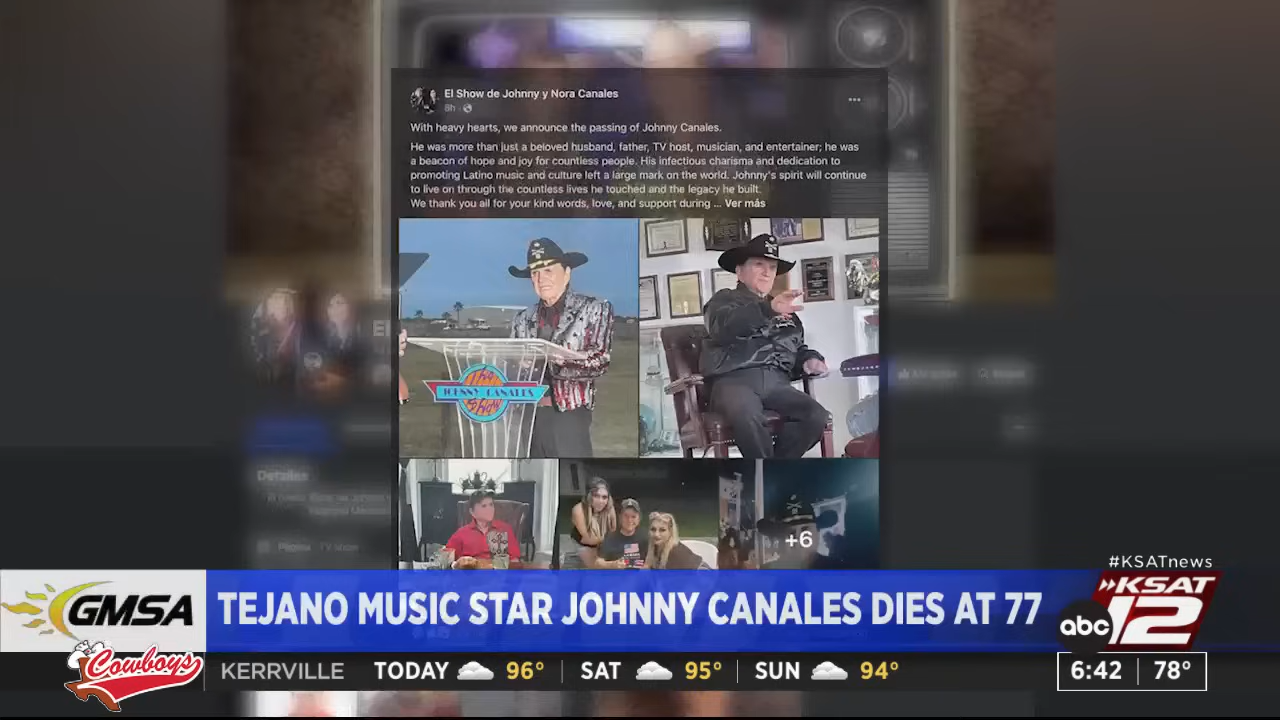 El Show de Johnny y Nora Canales
8h
With heavy hearts, we announce the passing of Johnny Canales.
He was more than just a beloved husband, father, TV host, musician, and entertainer; he was
a beacon of hope and joy for countless people. His infectious charisma and dedication to
promoting Latino music and culture left a large mark on the world. Johnny's spirit will continue
to live on through the countless lives he touched and the legacy he built.
We thank you all for your kind words, love, and support during ... Ver más
The
JOHNNY CANALES
Show
+6
Detalles
#KSATnews
GMSA
TEJANO MUSIC STAR JOHNNY CANALES DIES AT 77
abc
KSAT
12
Cowboys
KERRVILLE TODAY 96° SAT 95° SUN 94°
6:42 78°